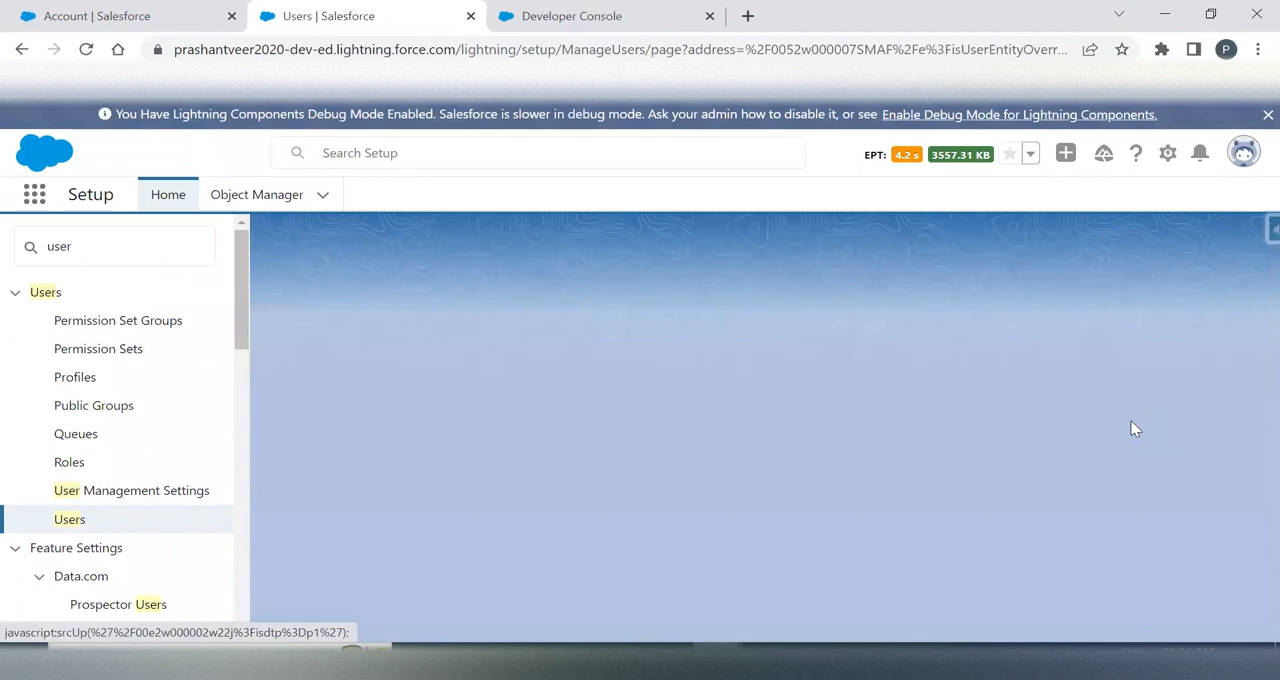 Account | Salesforce
Users | Salesforce
Developer Console
prashantveer2020-dev-ed.lightning.force.com/lightning/setup/ManageUsers/page?address=%2F0052w000007SMAF%2Fe%3FisUserEntityOverr...
P
You Have Lightning Components Debug Mode Enabled. Salesforce is slower in debug mode. Ask your admin how to disable it, or see Enable Debug Mode for Lightning Components.
Search Setup
EPT: 4.2 s 3557.31 KB
Setup
Home
Object Manager
user
Users
Permission Set Groups
Permission Sets
Profiles
Public Groups
Queues
Roles
User Management Settings
Users
Feature Settings
Data.com
Prospector Users
javascript:srcUp(%27%2F00e2w000002w22j%3Fisdtp%3Dp1%27);